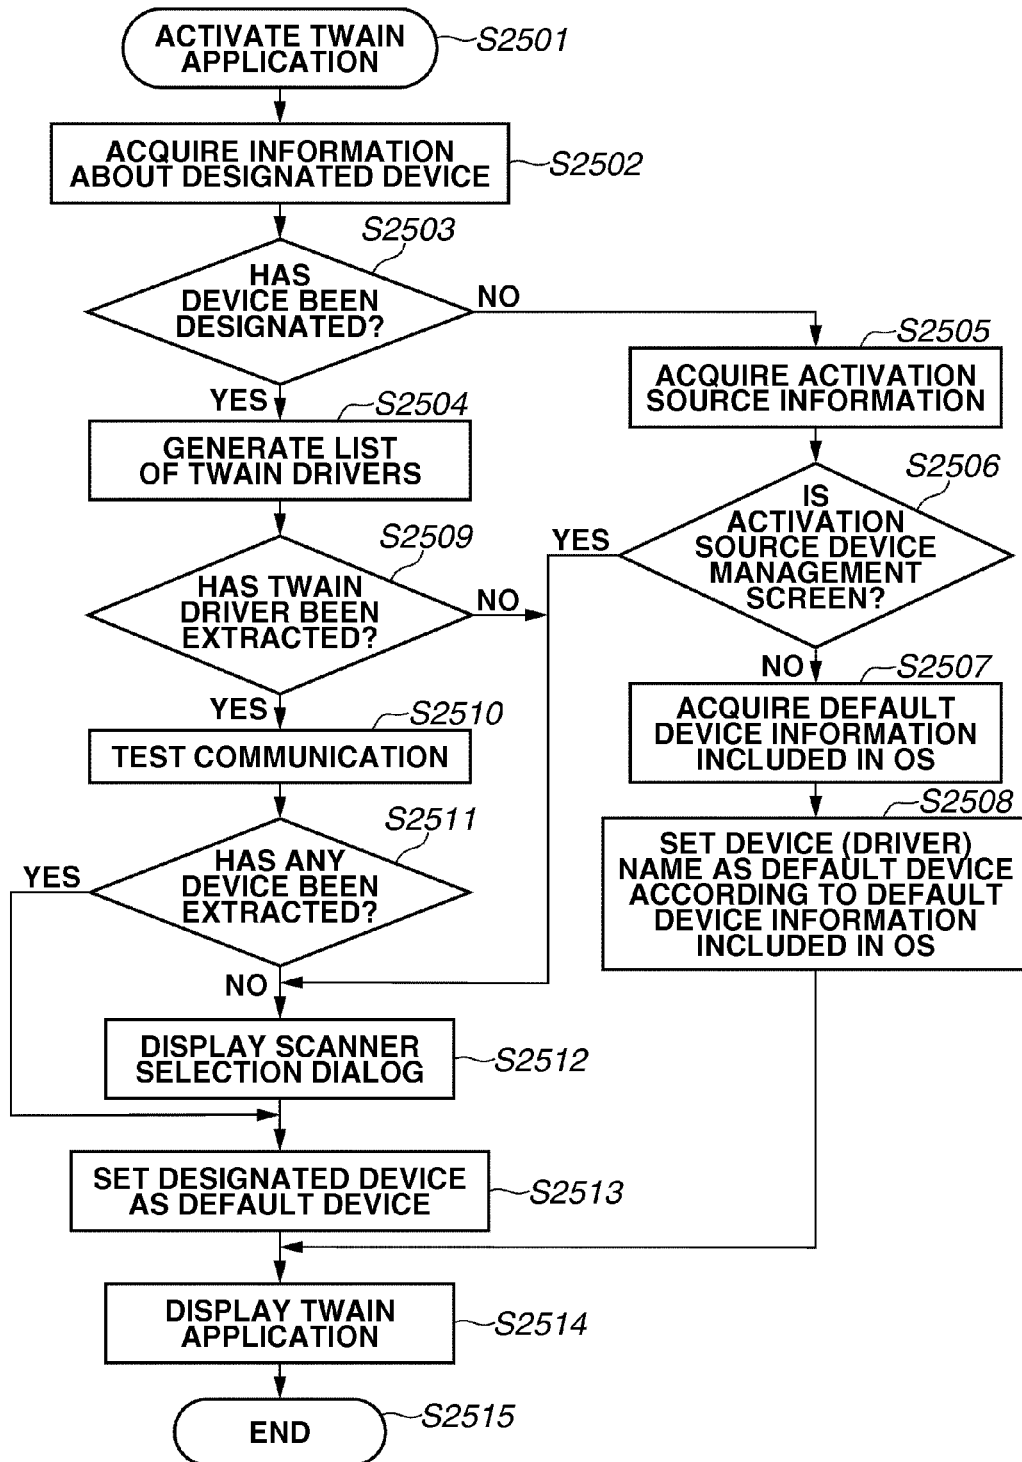 ACTIVATE TWAIN
APPLICATION
S2501
ACQUIRE INFORMATION
ABOUT DESIGNATED DEVICE
S2502
S2503
HAS
DEVICE BEEN
DESIGNATED?
NO
YES
S2504
GENERATE LIST
OF TWAIN DRIVERS
S2505
ACQUIRE ACTIVATION
SOURCE INFORMATION
S2506
IS
ACTIVATION
SOURCE DEVICE
MANAGEMENT
SCREEN?
YES
NO
S2509
HAS TWAIN
DRIVER BEEN
EXTRACTED?
NO
YES
S2507
ACQUIRE DEFAULT
DEVICE INFORMATION
INCLUDED IN OS
S2510
TEST COMMUNICATION
S2508
SET DEVICE (DRIVER)
NAME AS DEFAULT DEVICE
ACCORDING TO DEFAULT
DEVICE INFORMATION
INCLUDED IN OS
S2511
HAS ANY
DEVICE BEEN
EXTRACTED?
YES
NO
DISPLAY SCANNER
SELECTION DIALOG
S2512
SET DESIGNATED DEVICE
AS DEFAULT DEVICE
S2513
DISPLAY TWAIN
APPLICATION
S2514
END
S2515